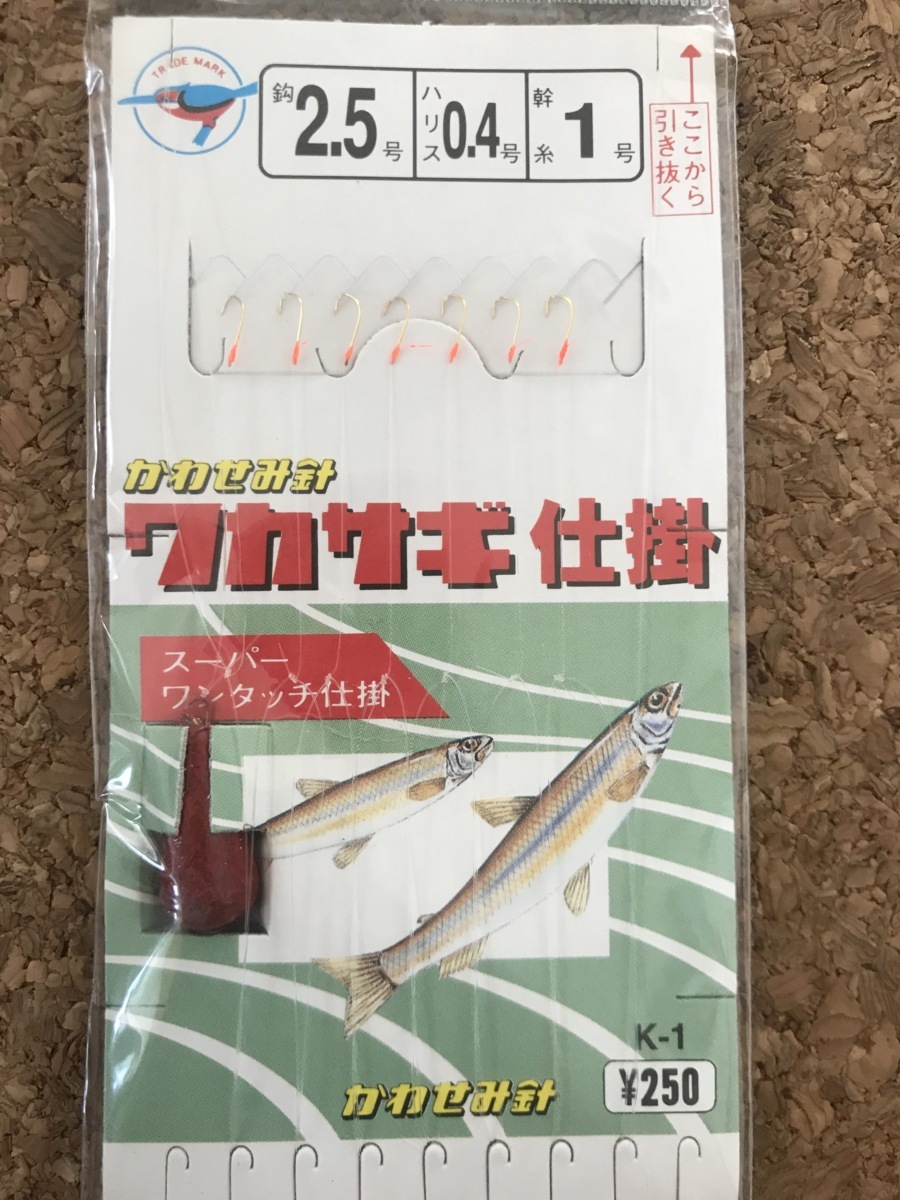 TRADE MARK
鈎 2.5 号
ハリス 0.4 号
幹糸 1 号
ここから
引き抜く
かわせみ針
ワカサギ 仕掛
スーパー
ワンタッチ仕掛
K-1
¥250
かわせみ針